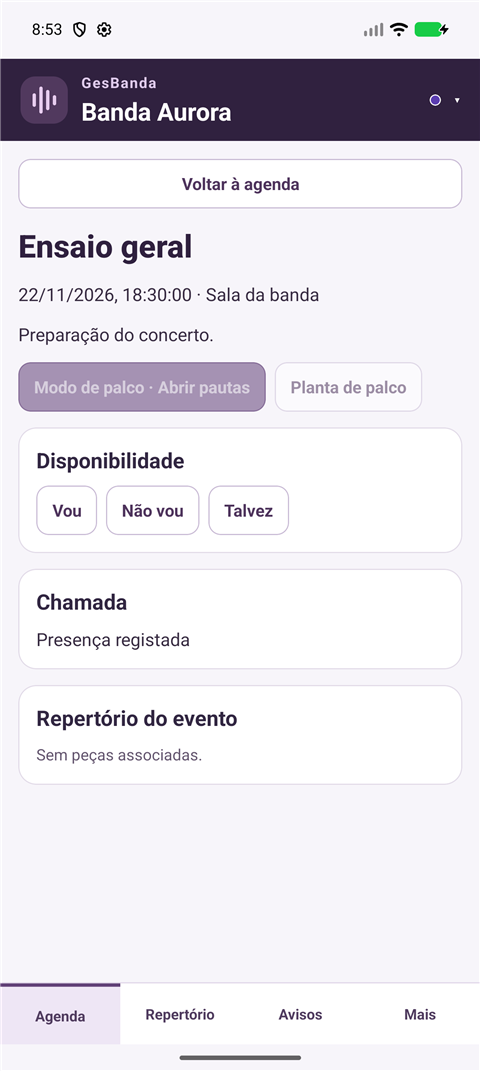 8:53
GesBanda
Banda Aurora
Voltar à agenda
Ensaio geral
22/11/2026, 18:30:00 · Sala da banda
Preparação do concerto.
Modo de palco · Abrir pautas
Planta de palco
Disponibilidade
Vou
Não vou
Talvez
Chamada
Presença registada
Repertório do evento
Sem peças associadas.
Agenda
Repertório
Avisos
Mais